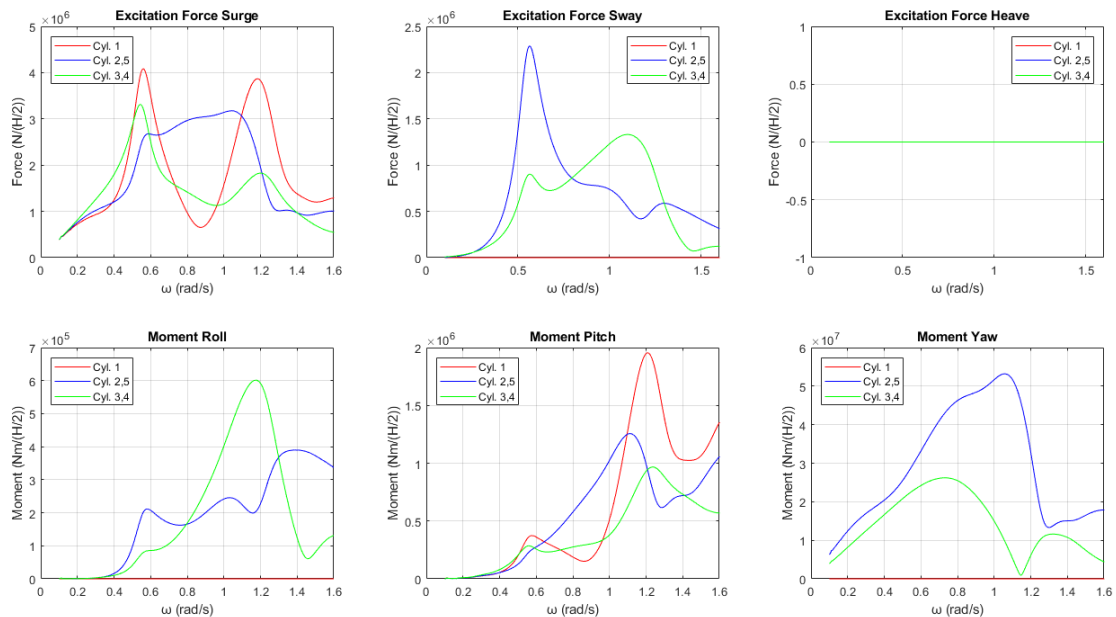 Excitation Force Surge
×10⁶
Force (N/(H/2))
5
4
3
2
1
0
Cyl. 1
Cyl. 2,5
Cyl. 3,4
0 0.2 0.4 0.6 0.8 1 1.2 1.4 1.6
ω (rad/s)
Excitation Force Sway
×10⁶
Force (N/(H/2))
2.5
2
1.5
1
0.5
0
Cyl. 1
Cyl. 2,5
Cyl. 3,4
0 0.5 1 1.5
ω (rad/s)
Excitation Force Heave
Force (N/(H/2))
1
0.5
0
-0.5
-1
Cyl. 1
Cyl. 2,5
Cyl. 3,4
0 0.5 1 1.5
ω (rad/s)
Moment Roll
×10⁵
Moment (Nm/(H/2))
7
6
5
4
3
2
1
0
Cyl. 1
Cyl. 2,5
Cyl. 3,4
0 0.2 0.4 0.6 0.8 1 1.2 1.4 1.6
ω (rad/s)
Moment Pitch
×10⁶
Moment (Nm/(H/2))
2
1.5
1
0.5
0
Cyl. 1
Cyl. 2,5
Cyl. 3,4
0 0.2 0.4 0.6 0.8 1 1.2 1.4 1.6
ω (rad/s)
Moment Yaw
×10⁷
Moment (Nm/(H/2))
6
5
4
3
2
1
0
Cyl. 1
Cyl. 2,5
Cyl. 3,4
0.2 0.4 0.6 0.8 1 1.2 1.4 1.6
ω (rad/s)